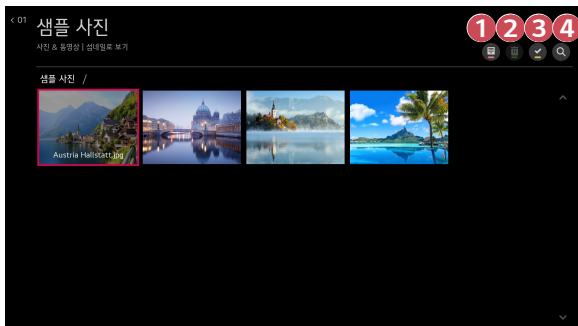 < 01
샘플 사진
사진 & 동영상 | 섬네일로 보기
1 2 3 4
샘플 사진 /
Austria Hallstatt.jpg